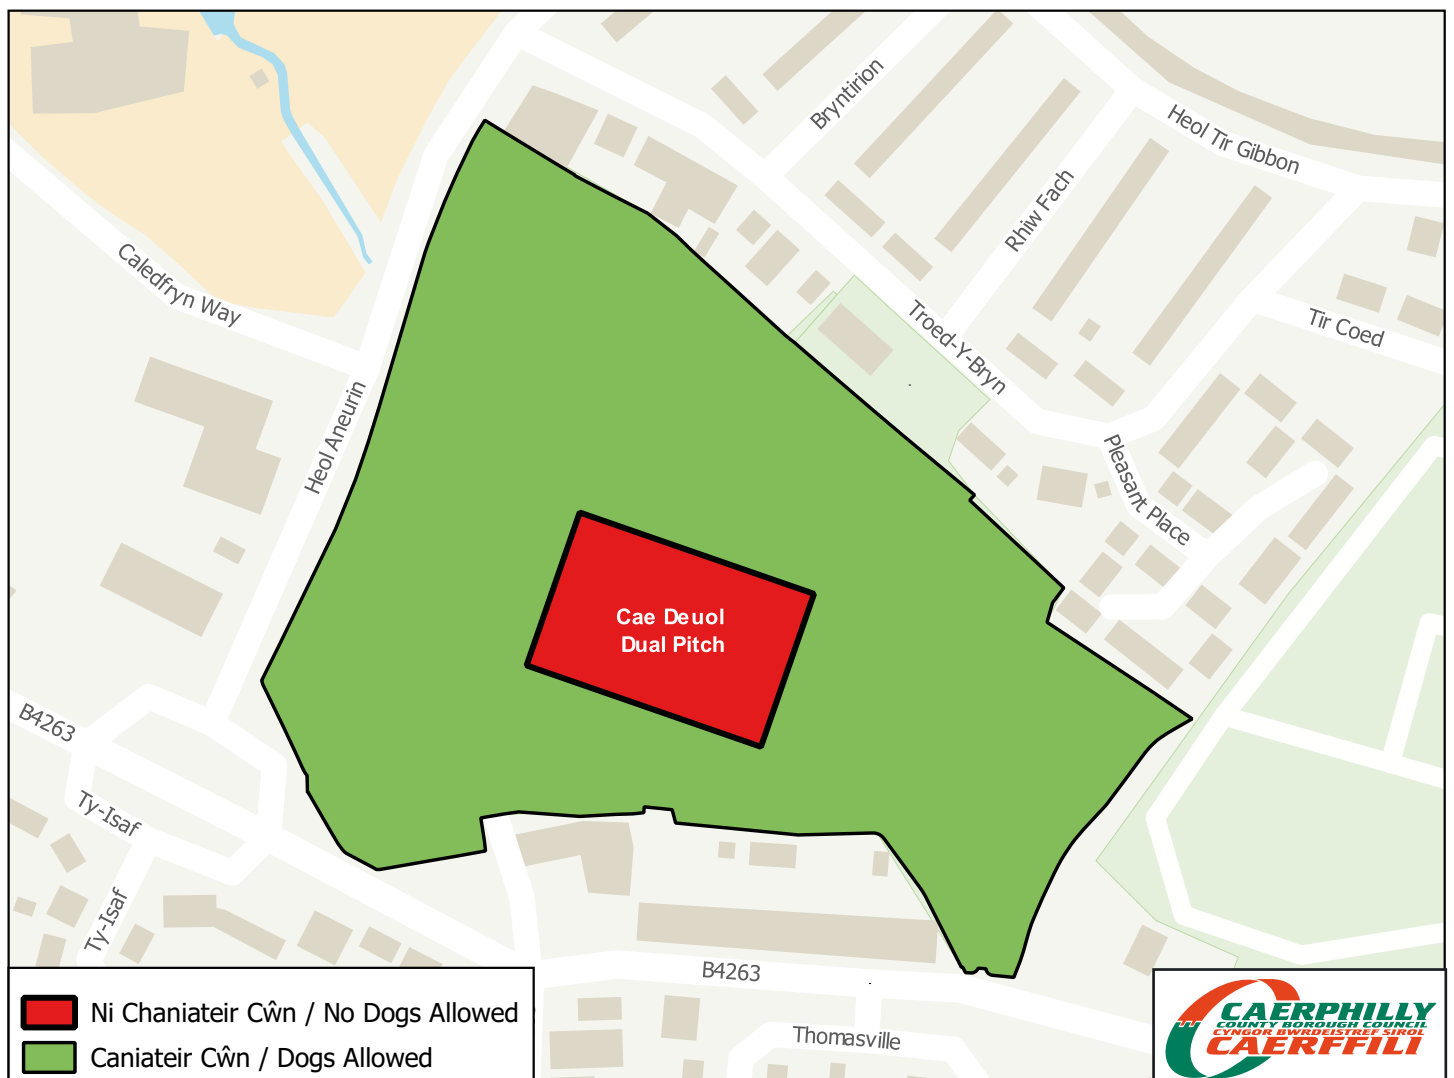 Bryntirion
Heol Tir Gibbon
Rhiw Fach
Caledfryn Way
Troed-Y-Bryn
Tir Coed
Heol Aneurin
Pleasant Place
Cae Deuol
Dual Pitch
B4263
Ty-Isaf
Ty-Isaf
B4263
Thomasville
Ni Chaniateir Cŵn / No Dogs Allowed
Caniateir Cŵn / Dogs Allowed
CAERPHILLY
COUNTY BOROUGH COUNCIL
CYNGOR BWRDEISTREF SIROL
CAERFFILI